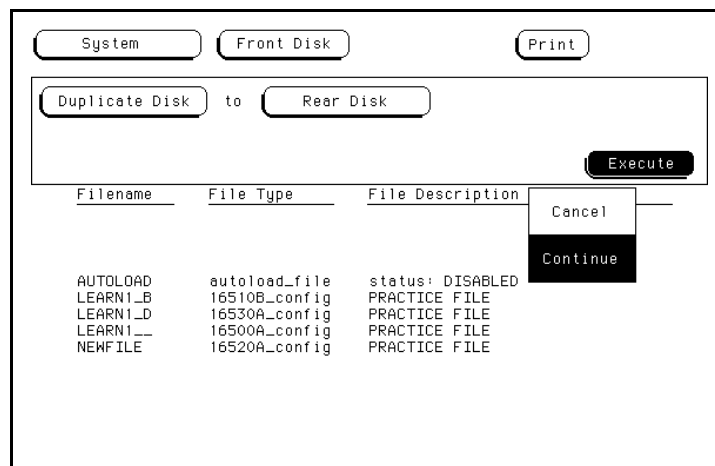 System Front Disk Print
Duplicate Disk to Rear Disk
Execute
Filename File Type File Description
Cancel
Continue
AUTOLOAD autoload_file status: DISABLED
LEARN1_B 16510B_config PRACTICE FILE
LEARN1_D 16530A_config PRACTICE FILE
LEARN1__ 16500A_config PRACTICE FILE
NEWFILE 16520A_config PRACTICE FILE